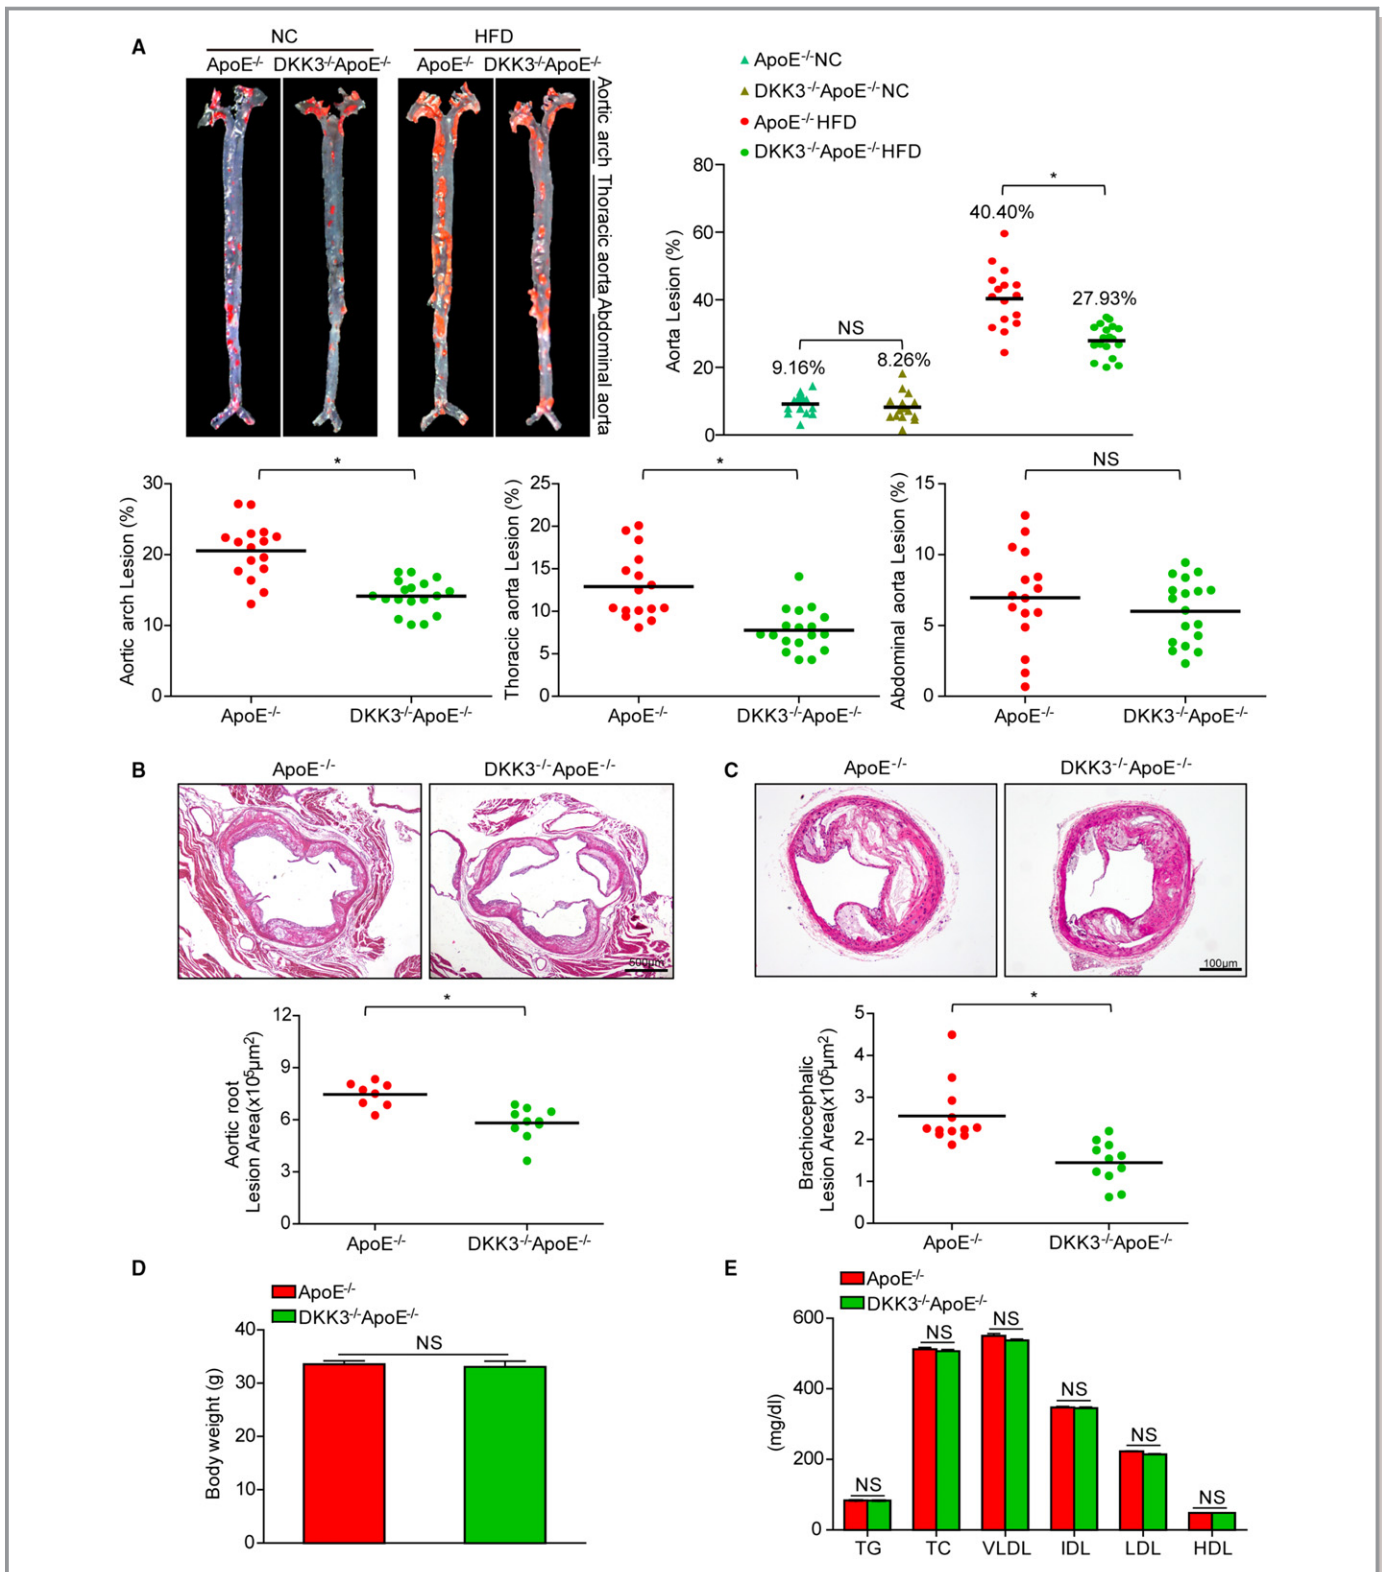 A
NC
HFD
ApoE-/- DKK3-/-ApoE-/-
ApoE-/- DKK3-/-ApoE-/-
Aortic arch
Thoracic aorta
Abdominal aorta
ApoE-/-NC
DKK3-/-ApoE-/-NC
ApoE-/-HFD
DKK3-/-ApoE-/-HFD
Aorta Lesion (%)
80
60
40
20
0
9.16%
NS
8.26%
40.40%
*
27.93%
Aortic arch Lesion (%)
30
20
10
0
*
ApoE-/-
DKK3-/-ApoE-/-
Thoracic aorta Lesion (%)
25
20
15
10
5
0
*
ApoE-/-
DKK3-/-ApoE-/-
Abdominal aorta Lesion (%)
15
10
5
0
NS
ApoE-/-
DKK3-/-ApoE-/-
B
ApoE-/-
DKK3-/-ApoE-/-
500μm
Aortic root
Lesion Area(x10⁵μm2)
12
9
6
3
0
*
ApoE-/-
DKK3-/-ApoE-/-
C
ApoE-/-
DKK3-/-ApoE-/-
100μm
Brachiocephalic
Lesion Area(x10⁵μm2)
5
4
3
2
1
0
*
ApoE-/-
DKK3-/-ApoE-/-
D
ApoE-/-
DKK3-/-ApoE-/-
Body weight (g)
40
30
20
10
0
NS
E
ApoE-/-
DKK3-/-ApoE-/-
(mg/dl)
600
400
200
0
NS
NS
NS
NS
NS
NS
TG
TC
VLDL
IDL
LDL
HDL